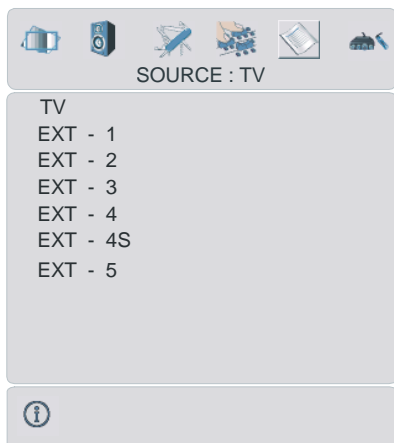 SOURCE : TV
TV
EXT - 1
EXT - 2
EXT - 3
EXT - 4
EXT - 4S
EXT - 5